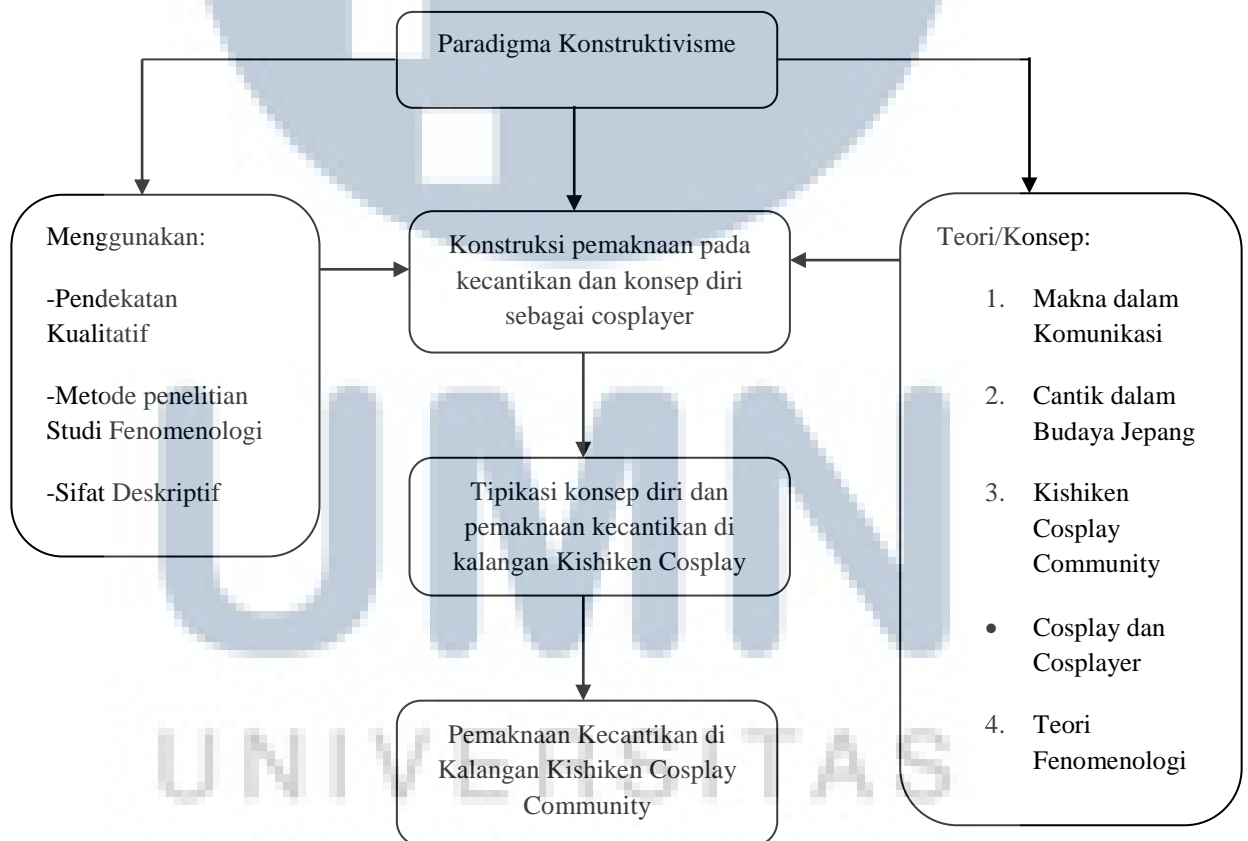 Paradigma Konstruktivisme
Menggunakan:
-Pendekatan
Kualitatif
-Metode penelitian
Studi Fenomenologi
-Sifat Deskriptif
Konstruksi pemaknaan pada
kecantikan dan konsep diri
sebagai cosplayer
Tipikasi konsep diri dan
pemaknaan kecantikan di
kalangan Kishiken Cosplay
Pemaknaan Kecantikan di
Kalangan Kishiken Cosplay
Community
Teori/Konsep:
1. Makna dalam
Komunikasi
2. Cantik dalam
Budaya Jepang
3. Kishiken
Cosplay
Community
• Cosplay dan
Cosplayer
4. Teori
Fenomenologi
UMN
UNIVERSITAS